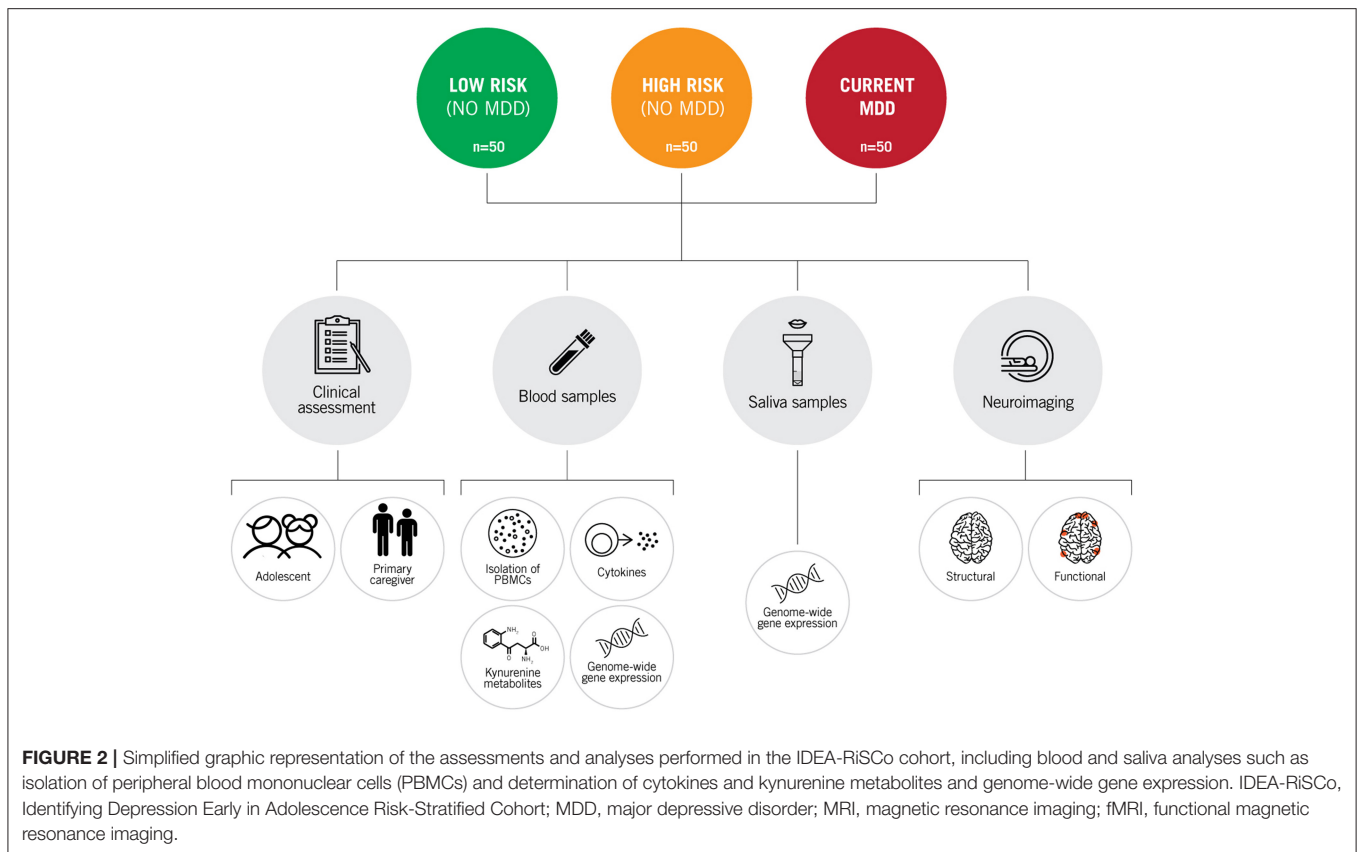 LOW RISK
(NO MDD)
n=50
HIGH RISK
(NO MDD)
n=50
CURRENT
MDD
n=50
Clinical
assessment
Blood samples
Saliva samples
Neuroimaging
Adolescent
Primary
caregiver
Isolation of
PBMCs
Cytokines
Kynurenine
metabolites
NH₂
O
O
OH
NH₂
Genome-wide
gene expression
Genome-wide
gene expression
Structural
Functional
FIGURE 2 | Simplified graphic representation of the assessments and analyses performed in the IDEA-RiSCo cohort, including blood and saliva analyses such as
isolation of peripheral blood mononuclear cells (PBMCs) and determination of cytokines and kynurenine metabolites and genome-wide gene expression. IDEA-RiSCo,
Identifying Depression Early in Adolescence Risk-Stratified Cohort; MDD, major depressive disorder; MRI, magnetic resonance imaging; fMRI, functional magnetic
resonance imaging.